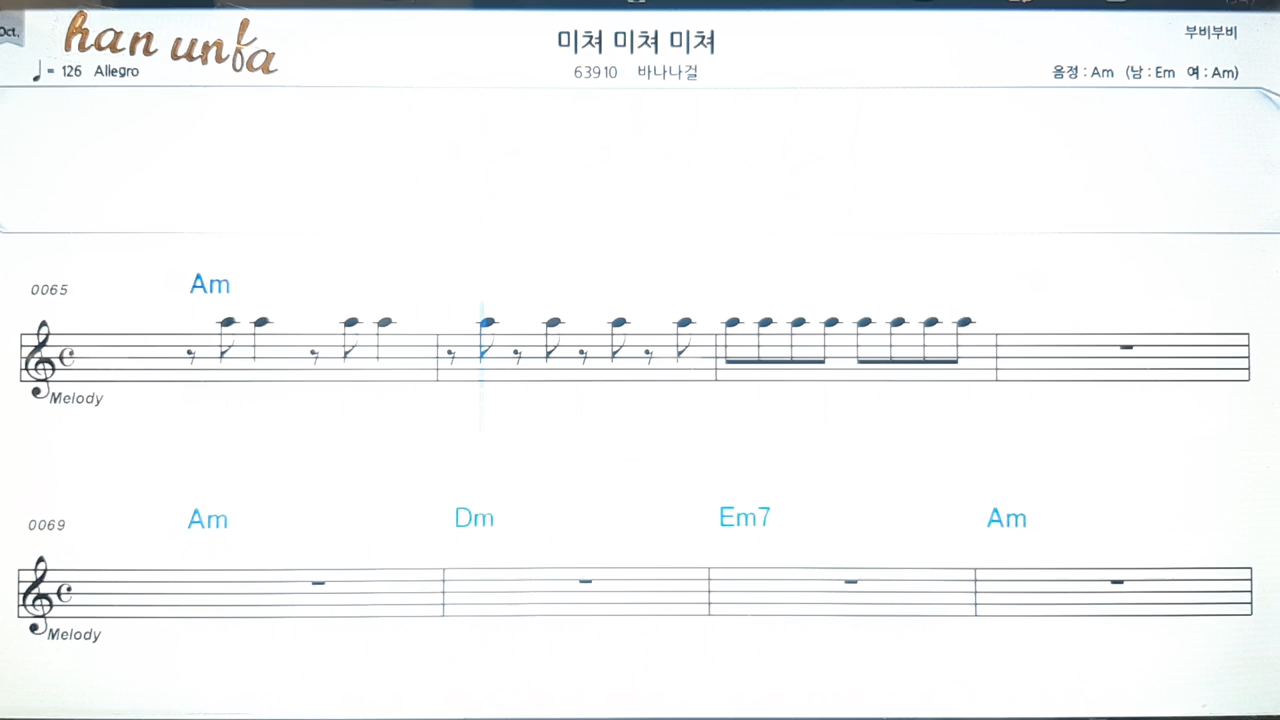 Oct.
han unfa
미쳐 미쳐 미쳐
부비부비
♩= 126 Allegro
63910 바나나걸
음정 : Am (남 : Em 여 : Am)
0065
Am
Melody
0069
Am Dm Em7 Am
Melody